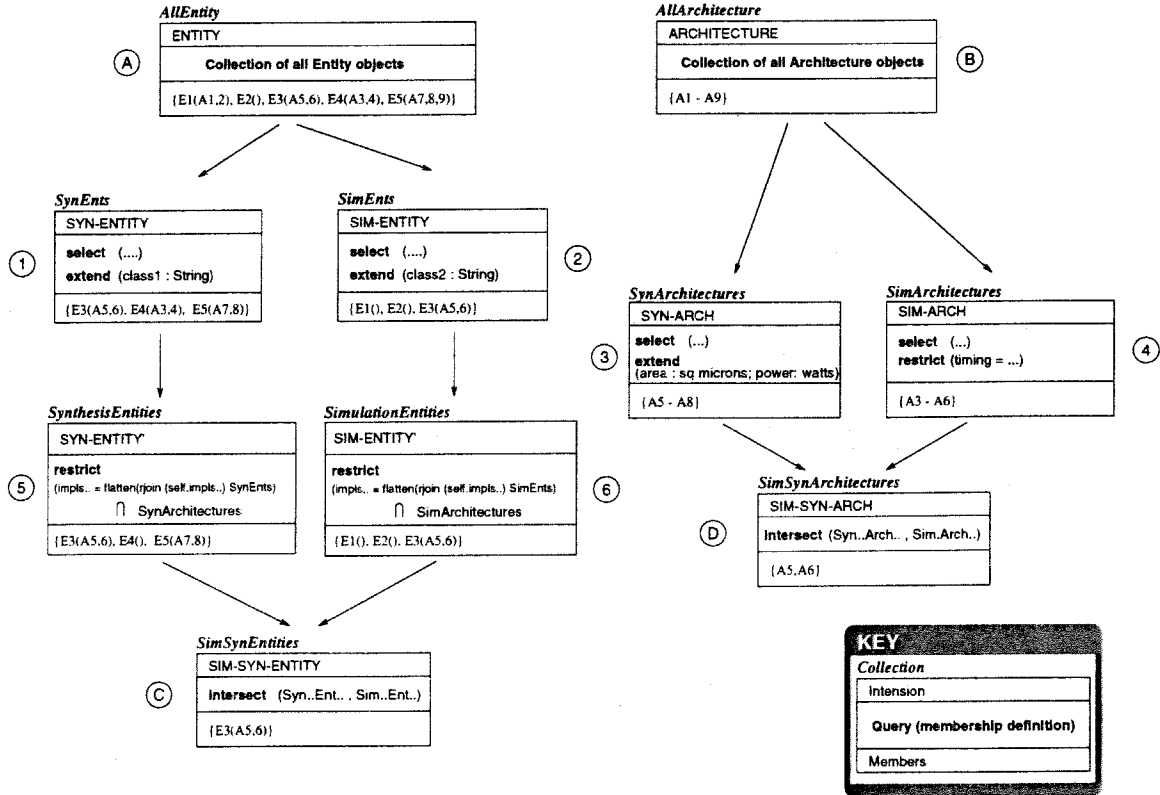 AllEntity
ENTITY
A
Collection of all Entity objects
{E1(A1,2), E2(), E3(A5,6), E4(A3,4), E5(A7,8,9)}
AllArchitecture
ARCHITECTURE
Collection of all Architecture objects
B
{A1 - A9}
SynEnts
SYN-ENTITY
1
select (....)
extend (class1 : String)
{E3(A5,6), E4(A3,4), E5(A7,8)}
SimEnts
SIM-ENTITY
2
select (....)
extend (class2 : String)
{E1(), E2(), E3(A5,6)}
SynArchitectures
SYN-ARCH
3
select (...)
extend
(area : sq microns; power: watts)
{A5 - A8}
SimArchitectures
SIM-ARCH
4
select (...)
restrict (timing = ...)
{A3 - A6}
SynthesisEntities
SYN-ENTITY'
5
restrict
(impls.. = flatten(rjoin (self.impls..) SynEnts)
∩ SynArchitectures
{E3(A5,6), E4(), E5(A7,8)}
SimulationEntities
SIM-ENTITY'
6
restrict
(impls.. = flatten(rjoin (self.impls..) SimEnts)
∩ SimArchitectures
{E1(), E2(), E3(A5,6)}
SimSynArchitectures
SIM-SYN-ARCH
D
Intersect (Syn..Arch.. , Sim.Arch..)
{A5,A6}
SimSynEntities
SIM-SYN-ENTITY
C
Intersect (Syn..Ent.. , Sim..Ent..)
{E3(A5,6)}
KEY
Collection
Intension
Query (membership definition)
Members